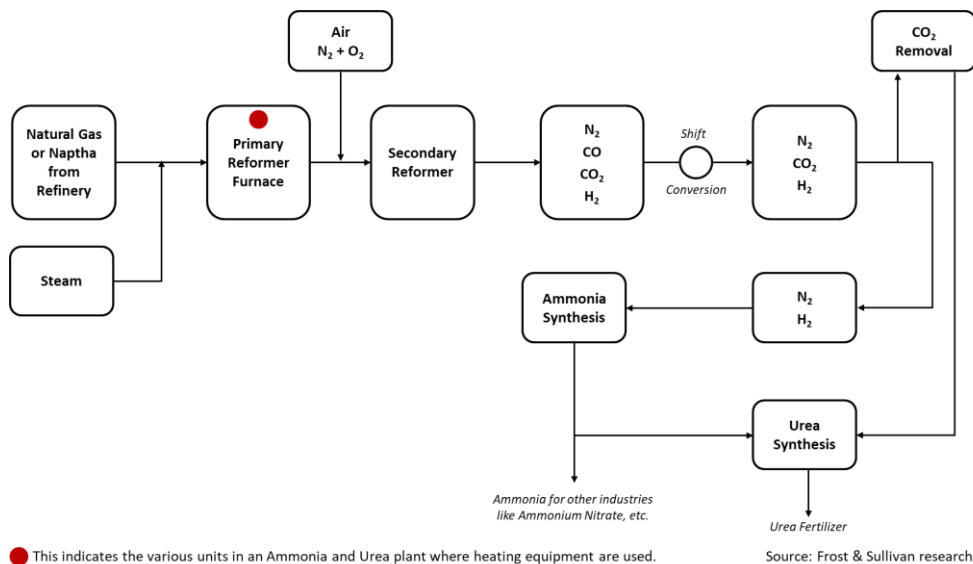 Air
N₂ + O₂
CO₂
Removal
Natural Gas
or Naptha
from
Refinery
Primary
Reformer
Furnace
Secondary
Reformer
N₂
CO
CO₂
H₂
Shift
Conversion
N₂
CO₂
H₂
Steam
Ammonia
Synthesis
N₂
H₂
Urea
Synthesis
Ammonia for other industries
like Ammonium Nitrate, etc.
Urea Fertilizer
This indicates the various units in an Ammonia and Urea plant where heating equipment are used.
Source: Frost & Sullivan research